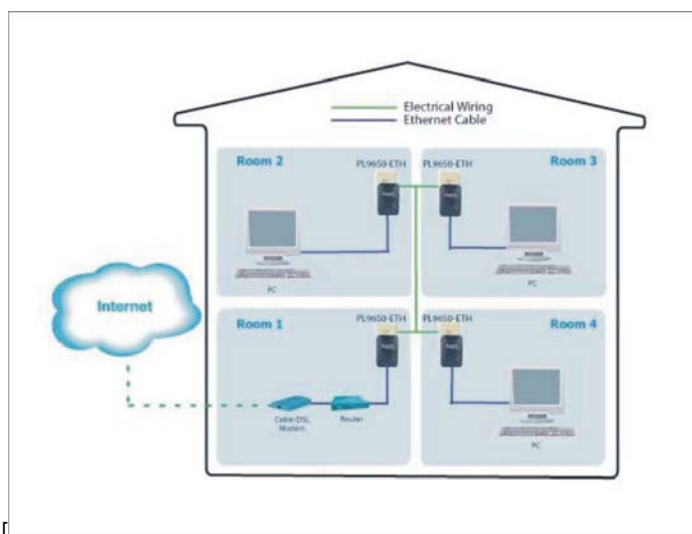 Electrical Wiring
Ethernet Cable
Room 2
PL9650-ETH
PL9650-ETH
Room 3
PC
PC
Internet
Room 1
PL9650-ETH
PL9650-ETH
Room 4
Cable/DSL
Modem
Router
PC